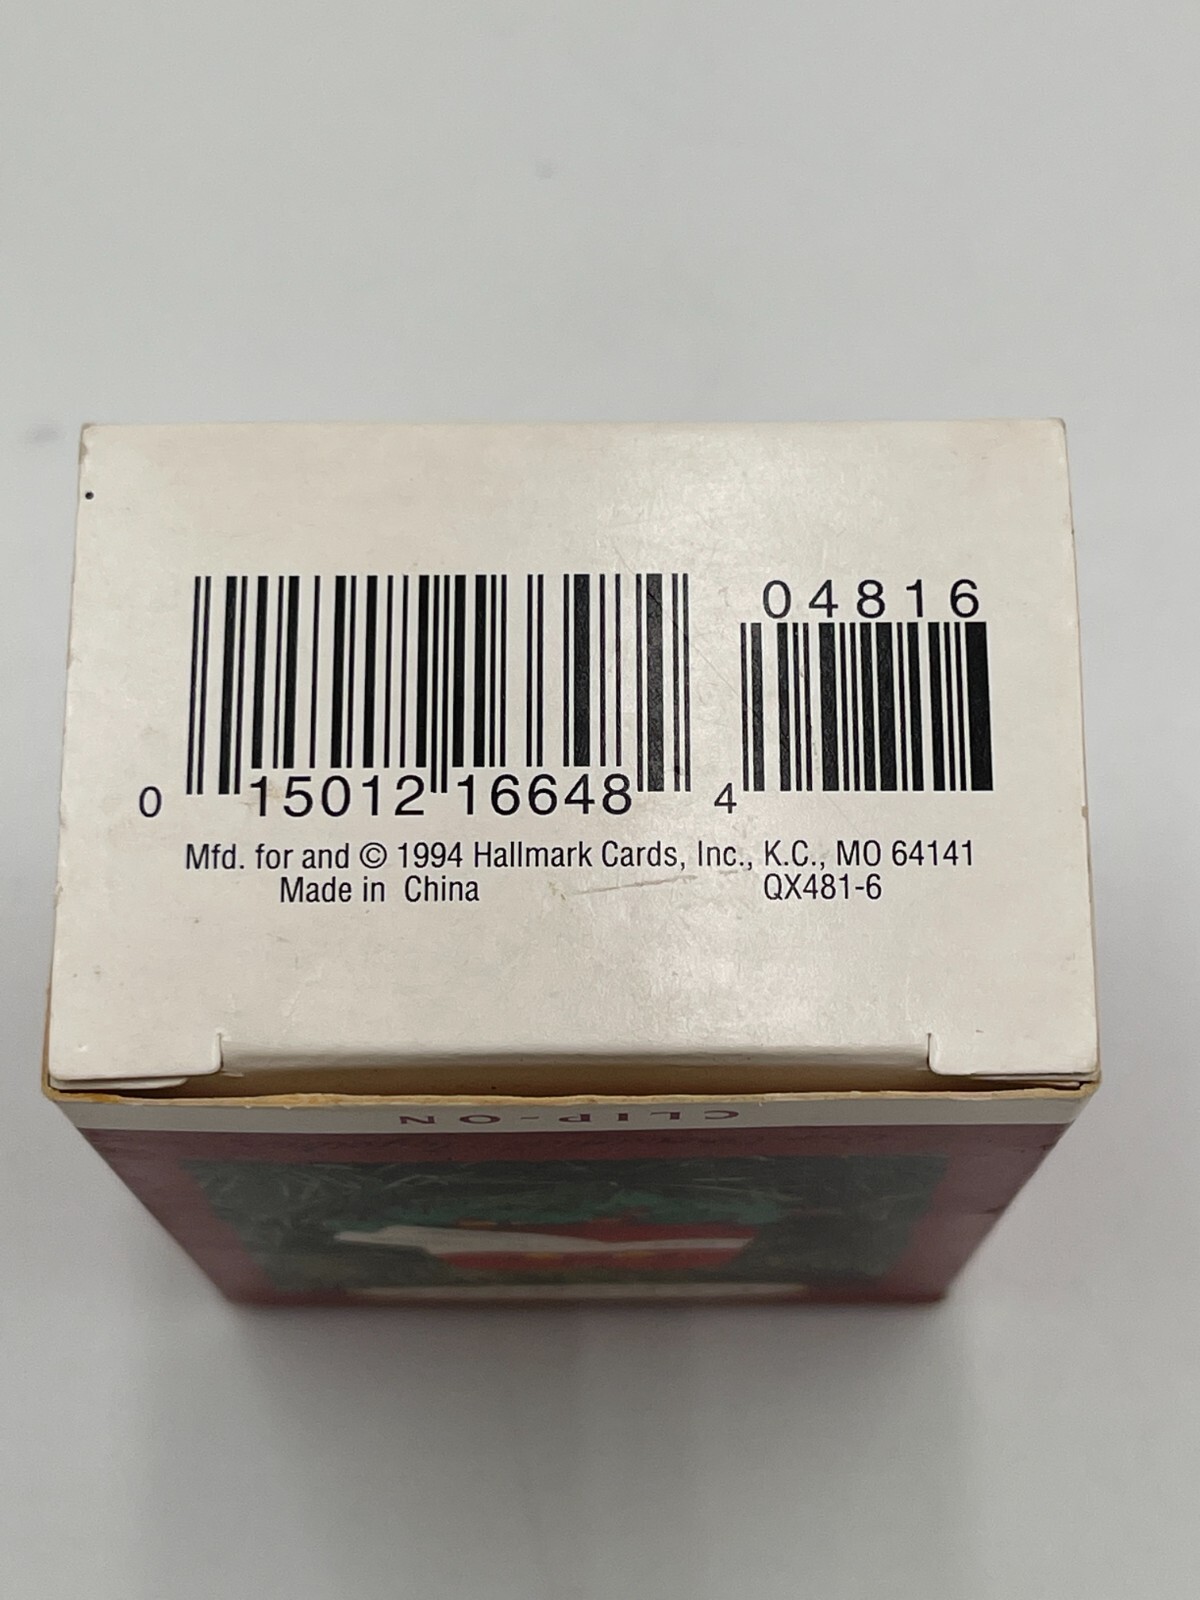 04816
0 15012 16648 4
Mfd. for and © 1994 Hallmark Cards, Inc., K.C., MO 64141
Made in China QX481-6
CLIP-ON